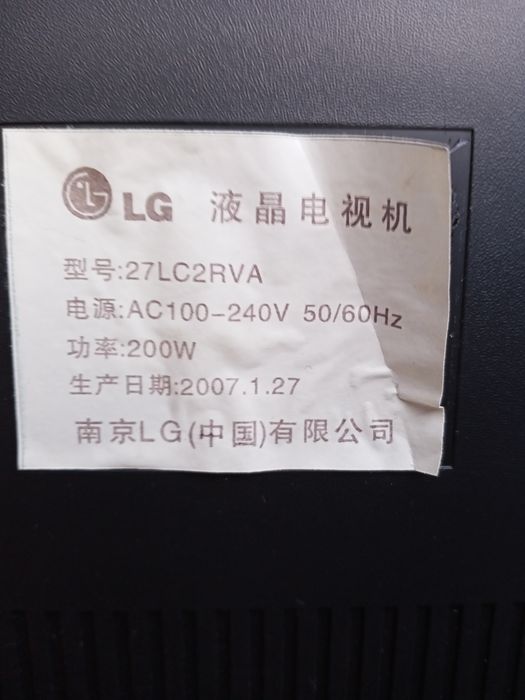 LG 液晶电视机
型号:27LC2RVA
电源:AC100-240V 50/60Hz
功率:200W
生产日期:2007.1.27
南京LG(中国)有限公司